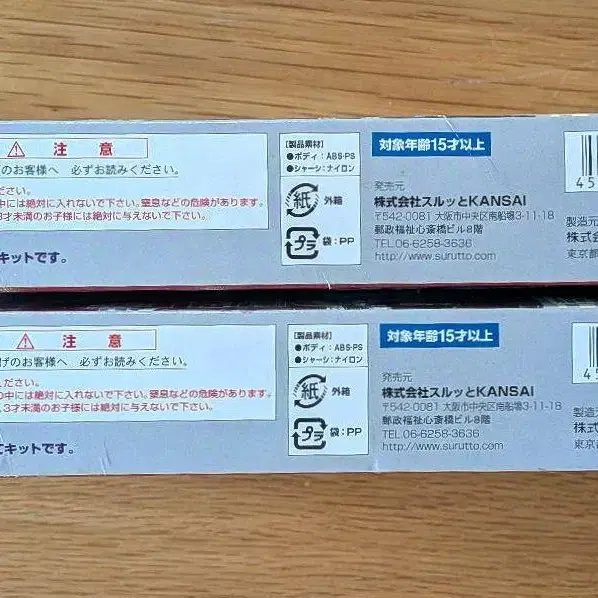 ⚠ 注意
のお客様へ 必ずお読みください。
ださい。
中には絶対に入れないで下さい。窒息などの危険があります。
3才未満のお子様には絶対に与えないで下さい。
キットです。
【製品素材】
●ボディ：ABS・PS
●シャーシ：ナイロン
紙 外箱
プラ 袋：PP
対象年齢15才以上
発売元
株式会社スルッとKANSAI
〒542-0081 大阪市中央区南船場3-11-18
郵政福祉心斎橋ビル8階
TEL.06-6258-3636
http://www.surutto.com
45
製造元
株式会
東京都
⚠ 注意
げのお客様へ 必ずお読みください。
ださい。
の中には絶対に入れないで下さい。窒息などの危険があります。
3才未満のお子様には絶対に与えないで下さい。
てキットです。
【製品素材】
●ボディ：ABS・PS
●シャーシ：ナイロン
紙 外箱
プラ 袋：PP
対象年齢15才以上
発売元
株式会社スルッとKANSAI
〒542-0081 大阪市中央区南船場3-11-18
郵政福祉心斎橋ビル8階
TEL.06-6258-3636
http://www.surutto.com
4
製造元
株式
東京都